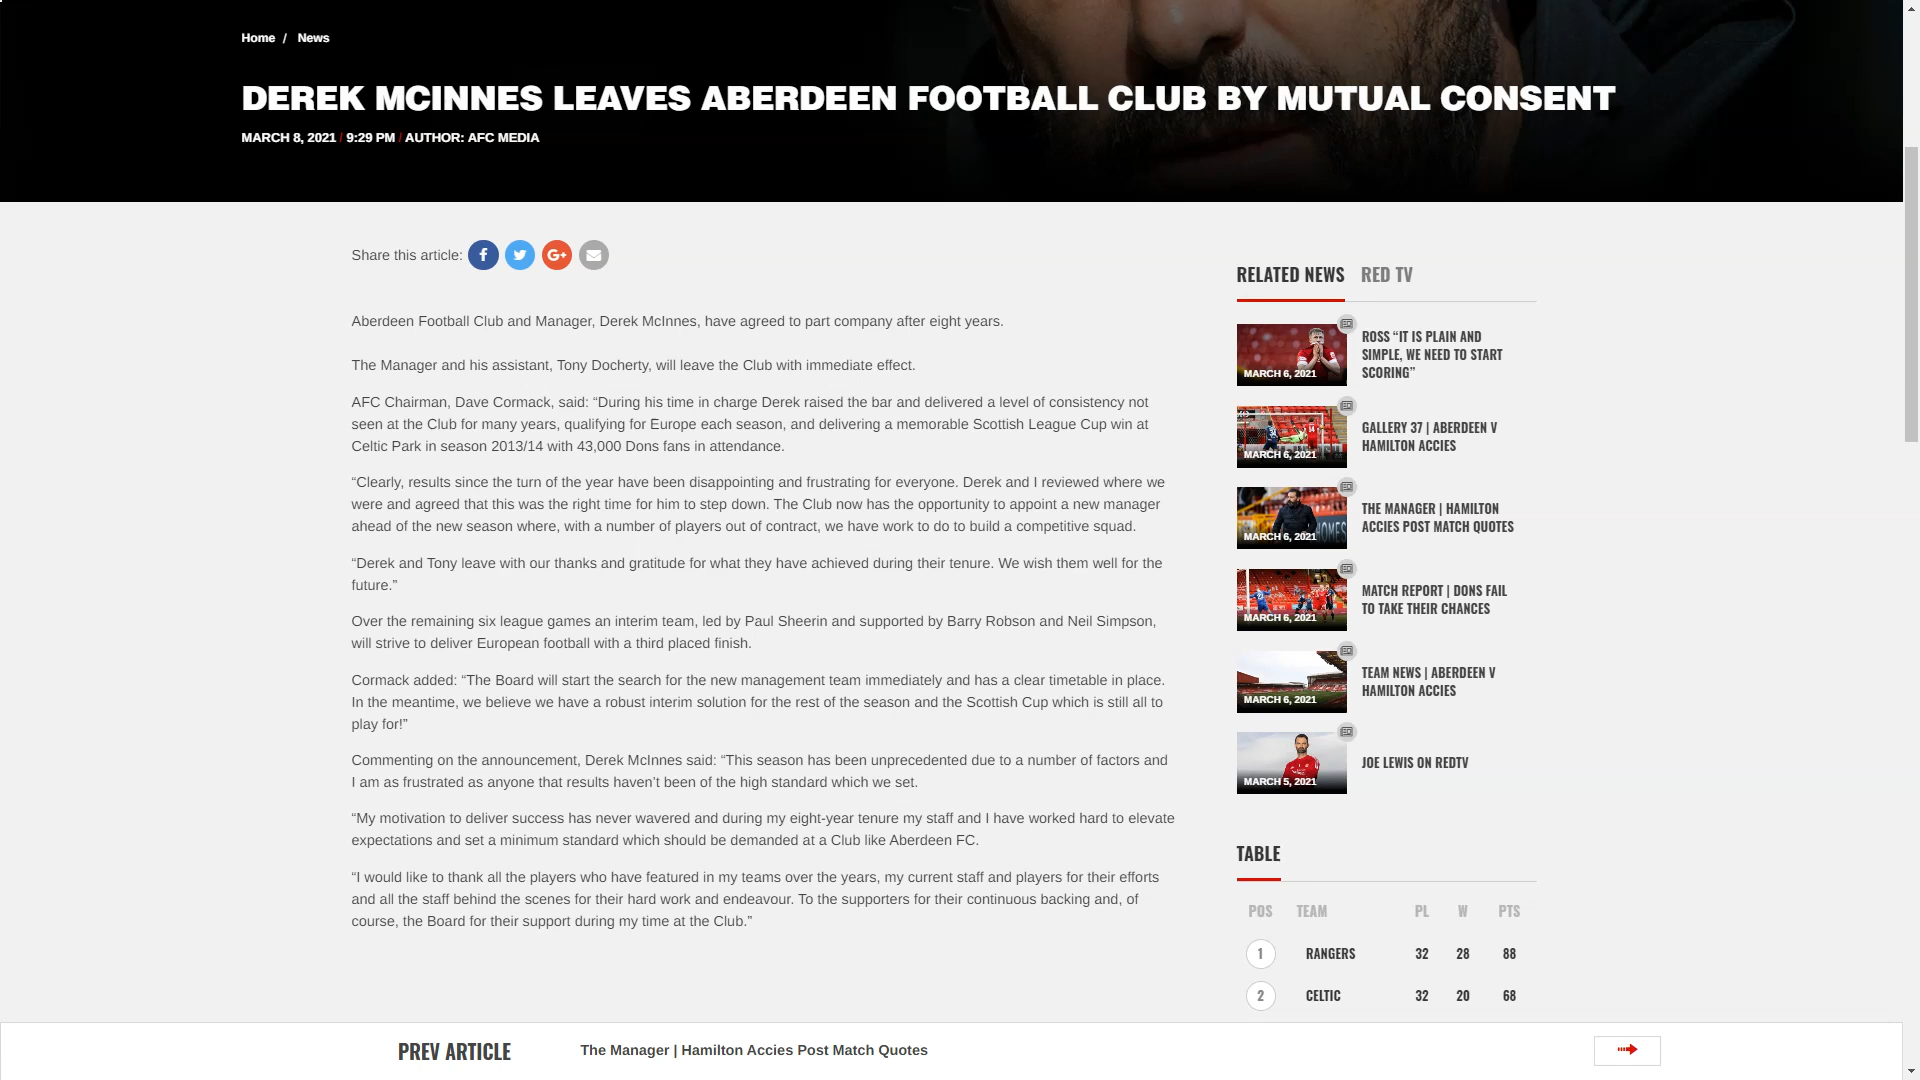 Home / News
DEREK MCINNES LEAVES ABERDEEN FOOTBALL CLUB BY MUTUAL CONSENT
MARCH 8, 2021 / 9:29 PM / AUTHOR: AFC MEDIA
Share this article:
Aberdeen Football Club and Manager, Derek McInnes, have agreed to part company after eight years.
The Manager and his assistant, Tony Docherty, will leave the Club with immediate effect.
AFC Chairman, Dave Cormack, said: “During his time in charge Derek raised the bar and delivered a level of consistency not
seen at the Club for many years, qualifying for Europe each season, and delivering a memorable Scottish League Cup win at
Celtic Park in season 2013/14 with 43,000 Dons fans in attendance.
“Clearly, results since the turn of the year have been disappointing and frustrating for everyone. Derek and I reviewed where we
were and agreed that this was the right time for him to step down. The Club now has the opportunity to appoint a new manager
ahead of the new season where, with a number of players out of contract, we have work to do to build a competitive squad.
“Derek and Tony leave with our thanks and gratitude for what they have achieved during their tenure. We wish them well for the
future.”
Over the remaining six league games an interim team, led by Paul Sheerin and supported by Barry Robson and Neil Simpson,
will strive to deliver European football with a third placed finish.
Cormack added: “The Board will start the search for the new management team immediately and has a clear timetable in place.
In the meantime, we believe we have a robust interim solution for the rest of the season and the Scottish Cup which is still all to
play for!”
Commenting on the announcement, Derek McInnes said: “This season has been unprecedented due to a number of factors and
I am as frustrated as anyone that results haven’t been of the high standard which we set.
“My motivation to deliver success has never wavered and during my eight-year tenure my staff and I have worked hard to elevate
expectations and set a minimum standard which should be demanded at a Club like Aberdeen FC.
“I would like to thank all the players who have featured in my teams over the years, my current staff and players for their efforts
and all the staff behind the scenes for their hard work and endeavour. To the supporters for their continuous backing and, of
course, the Board for their support during my time at the Club.”
RELATED NEWS RED TV
MARCH 6, 2021
ROSS “IT IS PLAIN AND
SIMPLE, WE NEED TO START
SCORING”
MARCH 6, 2021
GALLERY 37 | ABERDEEN V
HAMILTON ACCIES
MARCH 6, 2021
THE MANAGER | HAMILTON
ACCIES POST MATCH QUOTES
MARCH 6, 2021
MATCH REPORT | DONS FAIL
TO TAKE THEIR CHANCES
MARCH 6, 2021
TEAM NEWS | ABERDEEN V
HAMILTON ACCIES
MARCH 5, 2021
JOE LEWIS ON REDTV
TABLE
POS TEAM PL W PTS
1 RANGERS 32 28 88
2 CELTIC 32 20 68
PREV ARTICLE The Manager | Hamilton Accies Post Match Quotes